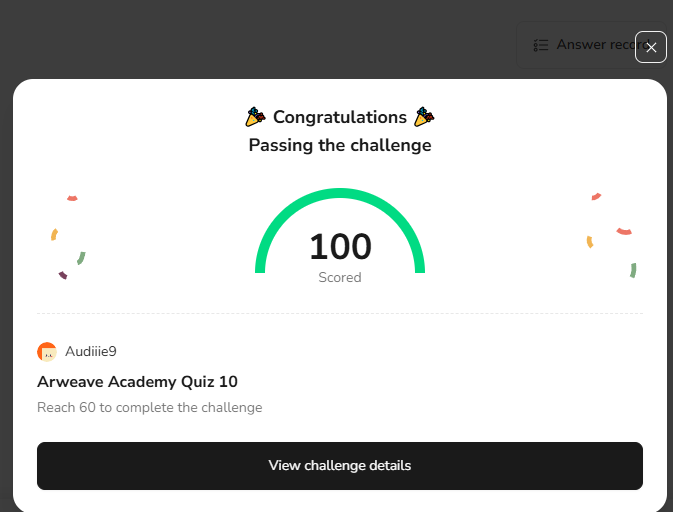 Answer record
Congratulations
Passing the challenge
100
Scored
Audiiie9
Arweave Academy Quiz 10
Reach 60 to complete the challenge
View challenge details